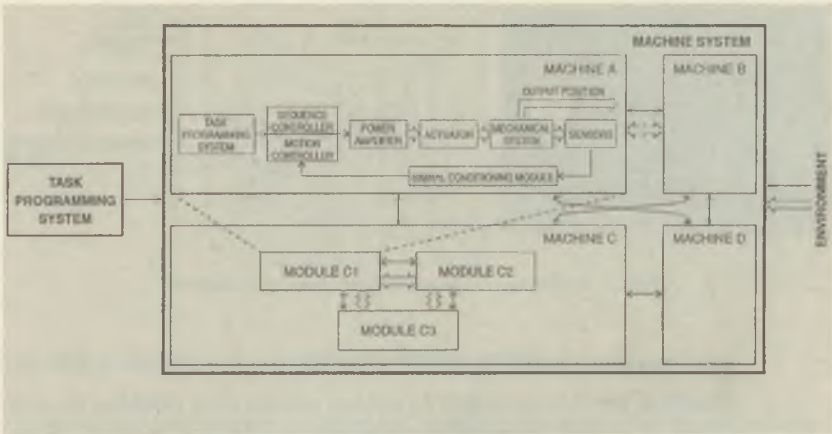 MACHINE SYSTEM
MACHINE A
MACHINE B
OUTPUT POSITION
TASK
PROGRAMMING
SYSTEM
SEQUENCE
CONTROLLER
MOTION
CONTROLLER
POWER
AMPLIFIER
ACTUATOR
MECHANICAL
SYSTEM
SENSORS
SIGNAL CONDITIONING MODULE
TASK
PROGRAMMING
SYSTEM
ENVIRONMENT
MACHINE C
MACHINE D
MODULE C1
MODULE C2
MODULE C3